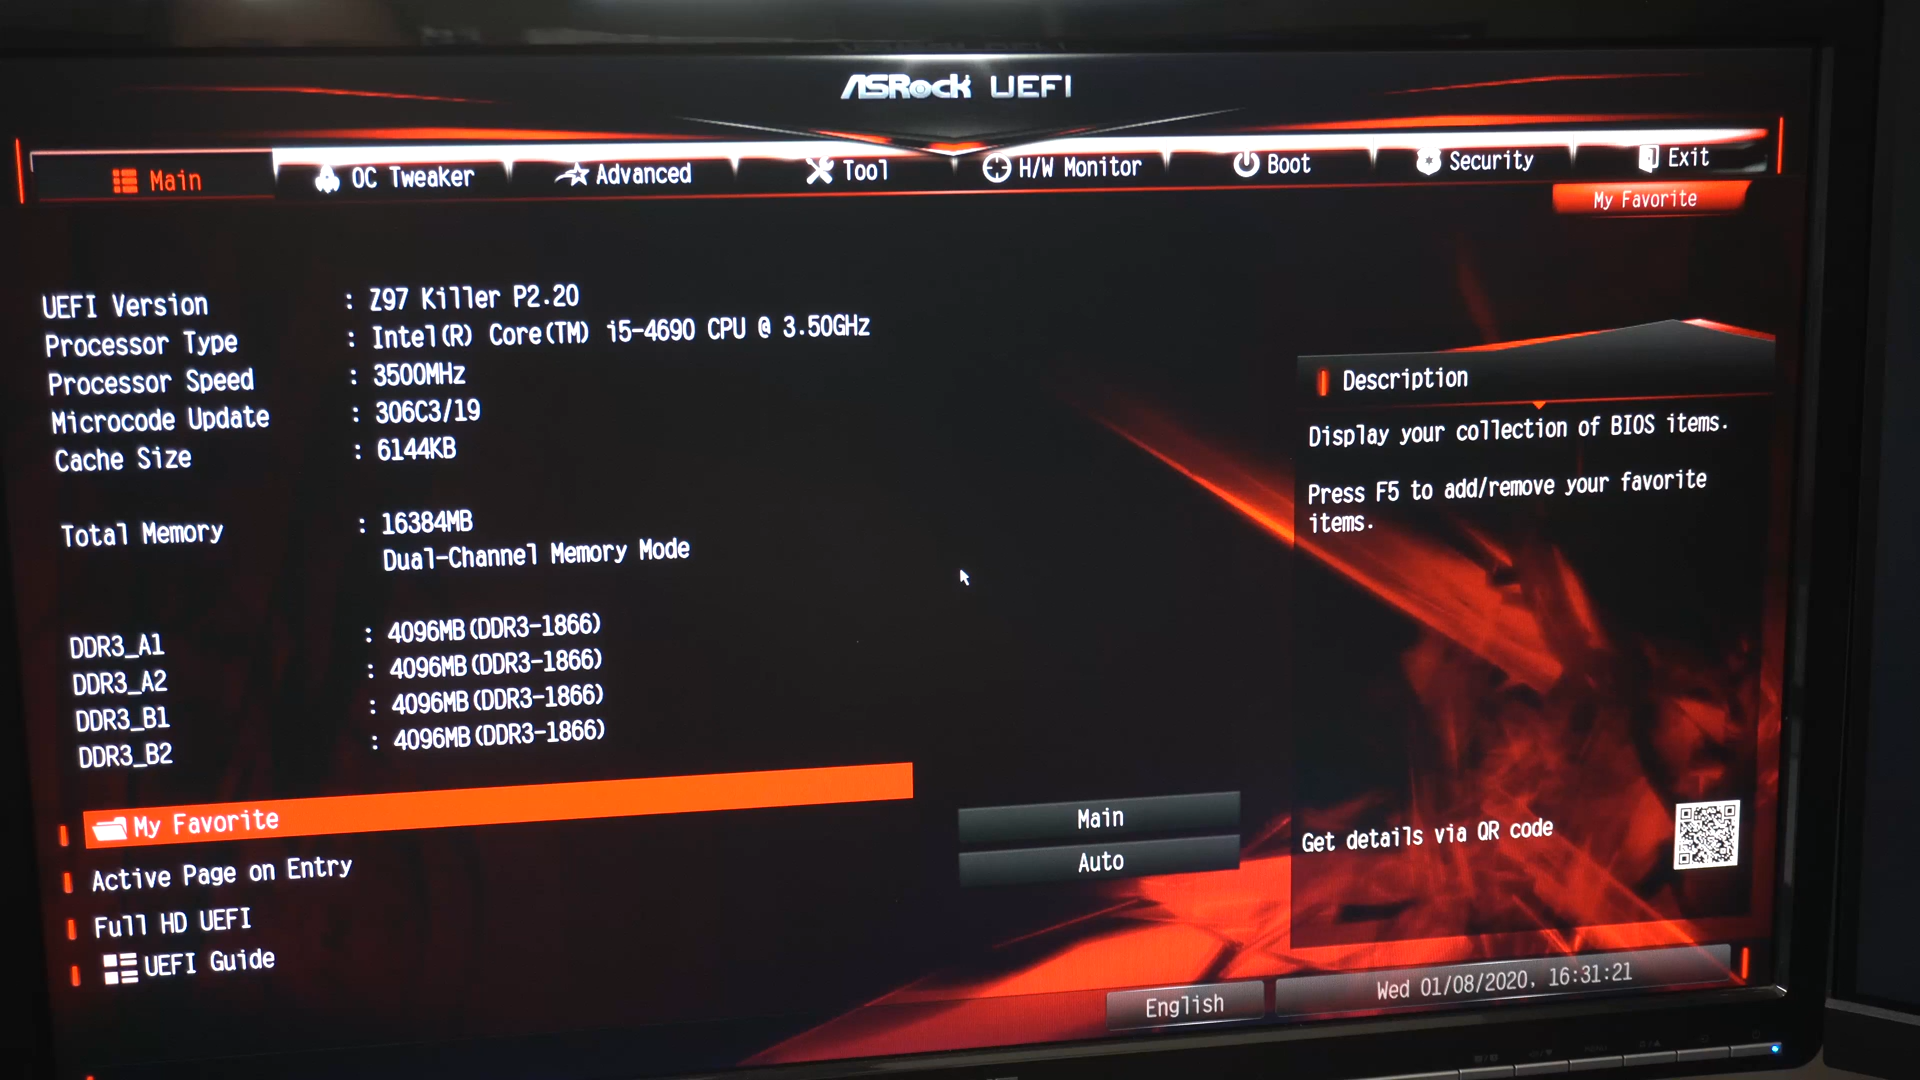 ASRock UEFI
Main OC Tweaker Advanced Tool H/W Monitor Boot Security Exit
My Favorite
UEFI Version : Z97 Killer P2.20
Processor Type : Intel(R) Core(TM) i5-4690 CPU @ 3.50GHz
Processor Speed : 3500MHz
Microcode Update : 306C3/19
Cache Size : 6144KB
Total Memory : 16384MB
Dual-Channel Memory Mode
DDR3_A1 : 4096MB(DDR3-1866)
DDR3_A2 : 4096MB(DDR3-1866)
DDR3_B1 : 4096MB(DDR3-1866)
DDR3_B2 : 4096MB(DDR3-1866)
My Favorite
Active Page on Entry Main
Full HD UEFI Auto
UEFI Guide
Description
Display your collection of BIOS items.
Press F5 to add/remove your favorite
items.
Get details via QR code
English
Wed 01/08/2020, 16:31:21